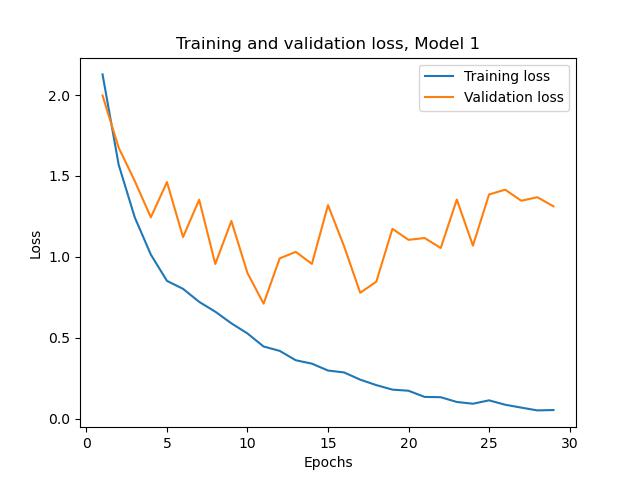 Training and validation loss, Model 1
Training loss
Validation loss
Loss
2.0
1.5
1.0
0.5
0.0
0 5 10 15 20 25 30
Epochs